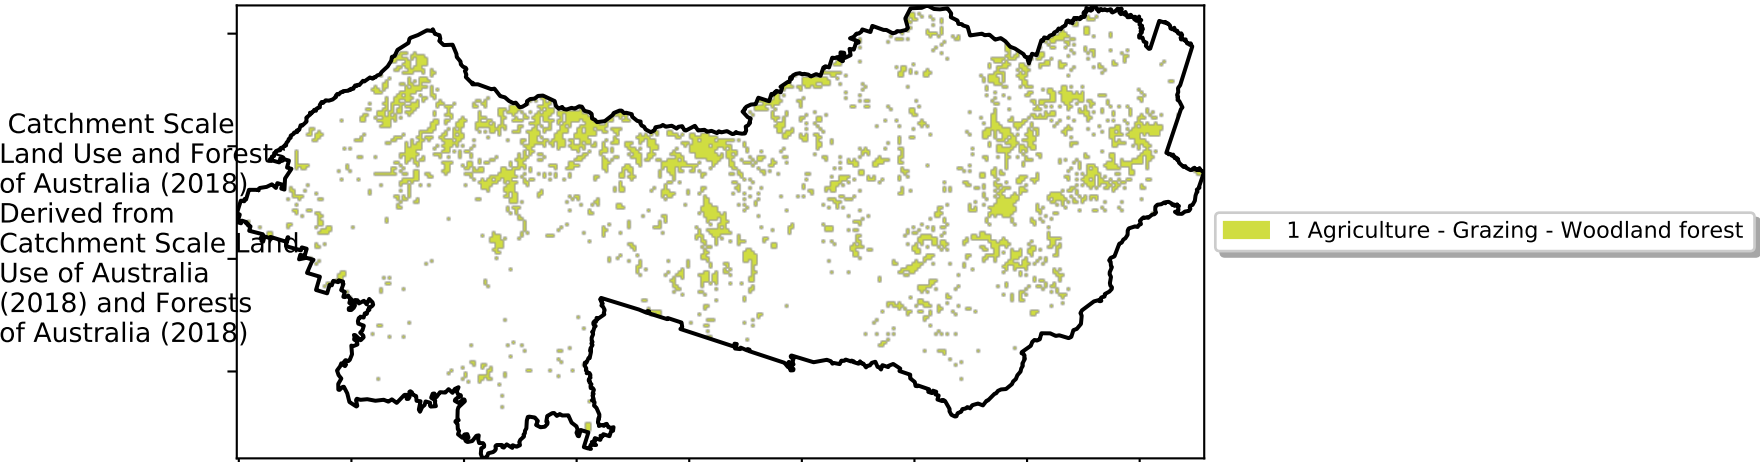 Catchment Scale
Land Use and Forests
of Australia (2018)
Derived from
Catchment Scale Land
Use of Australia
(2018) and Forests
of Australia (2018)
1 Agriculture - Grazing - Woodland forest